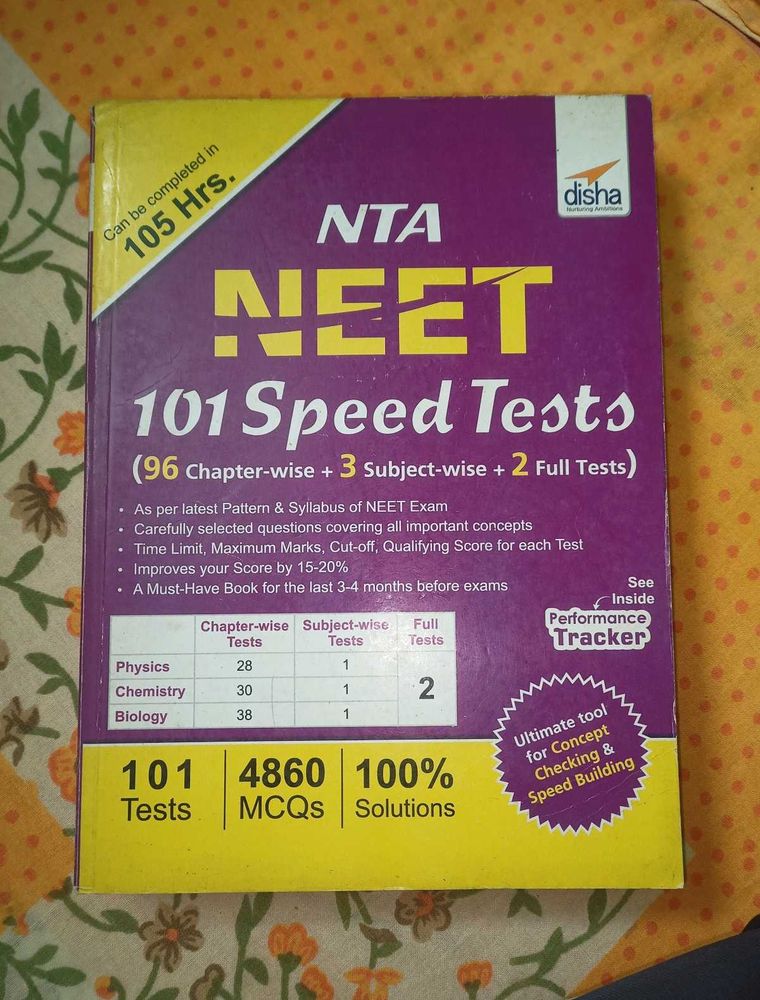 Can be completed in
105 Hrs.
disha
Nurturing Ambitions
NTA
NEET
101 Speed Tests
(96 Chapter-wise + 3 Subject-wise + 2 Full Tests)
• As per latest Pattern & Syllabus of NEET Exam
• Carefully selected questions covering all important concepts
• Time Limit, Maximum Marks, Cut-off, Qualifying Score for each Test
• Improves your Score by 15-20%
• A Must-Have Book for the last 3-4 months before exams
See
Inside
Performance
Tracker
Chapter-wise Tests Subject-wise Tests Full Tests
Physics 28 1 2
Chemistry 30 1
Biology 38 1
Ultimate tool
for Concept
Checking &
Speed Building
101 Tests
4860 MCQs
100% Solutions